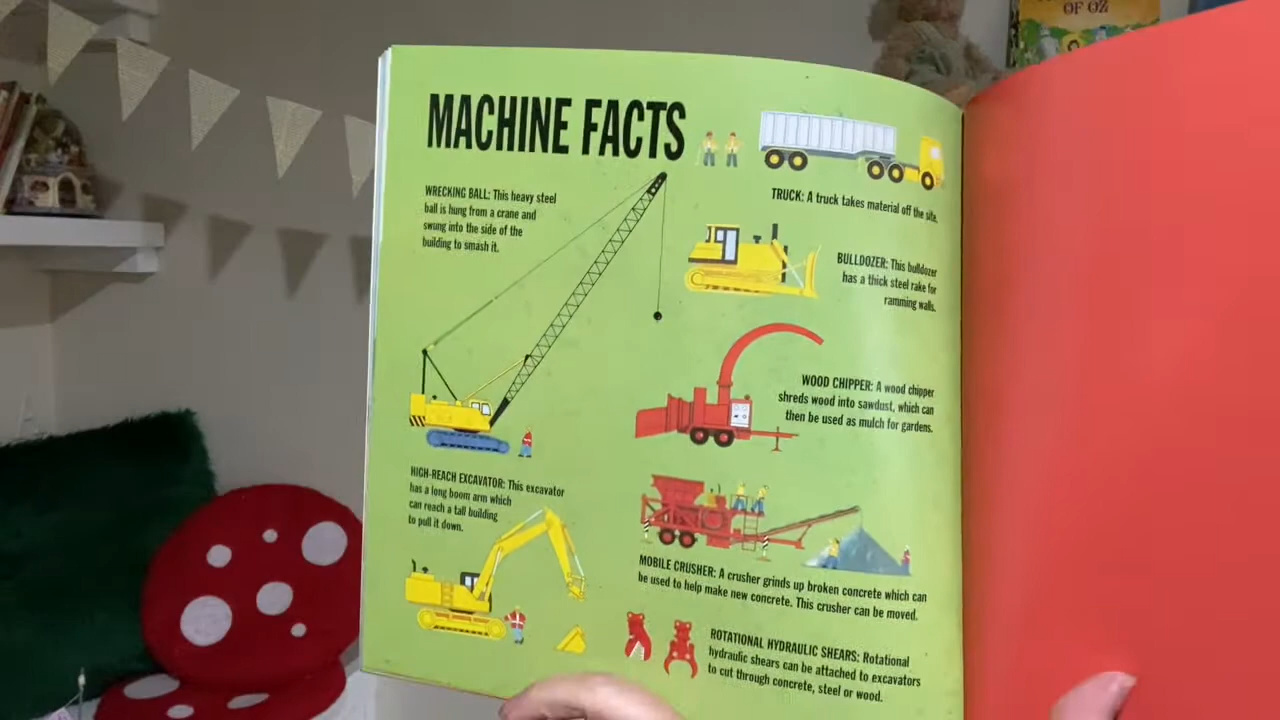 OF OZ
MACHINE FACTS
WRECKING BALL: This heavy steel
ball is hung from a crane and
swung into the side of the
building to smash it.
TRUCK: A truck takes material off the site.
BULLDOZER: This bulldozer
has a thick steel rake for
ramming walls.
WOOD CHIPPER: A wood chipper
shreds wood into sawdust, which can
then be used as mulch for gardens.
HIGH-REACH EXCAVATOR: This excavator
has a long boom arm which
can reach a tall building
to pull it down.
MOBILE CRUSHER: A crusher grinds up broken concrete which can
be used to help make new concrete. This crusher can be moved.
ROTATIONAL HYDRAULIC SHEARS: Rotational
hydraulic shears can be attached to excavators
to cut through concrete, steel or wood.